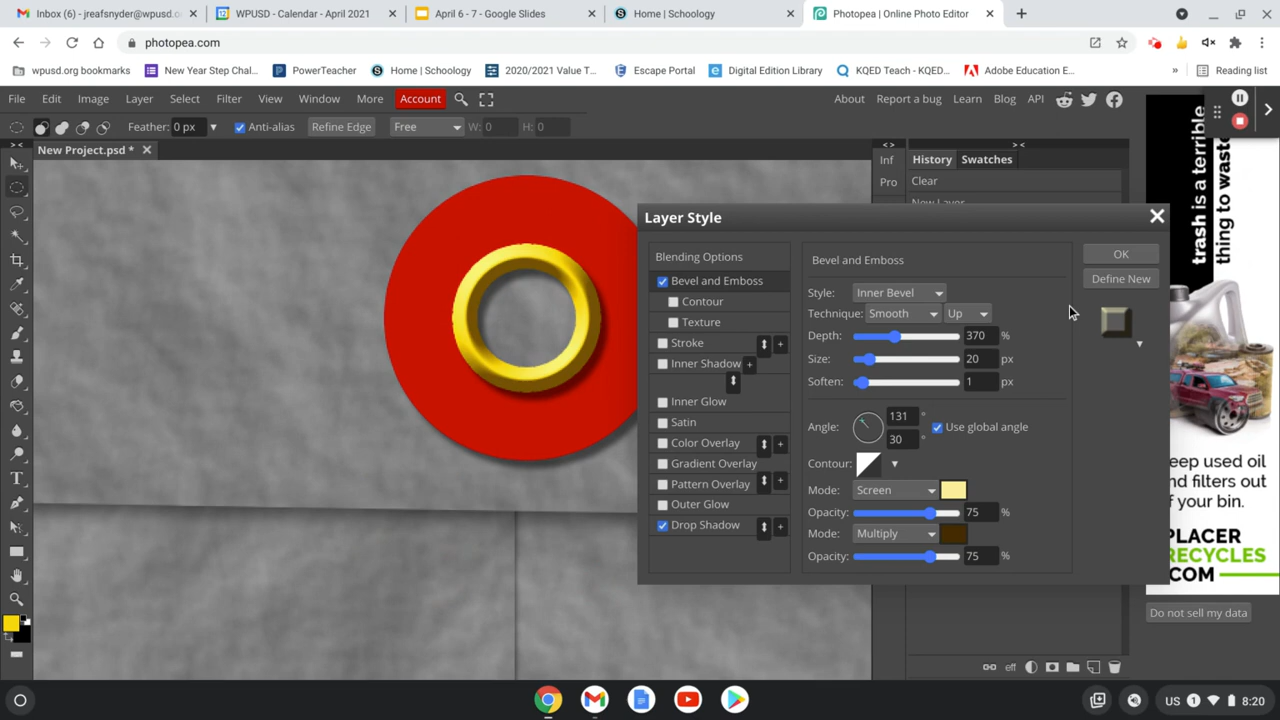 Inbox (6) - jreafsnyder@wpusd.o
WPUSD - Calendar - April 2021
April 6 - 7 - Google Slides
Home | Schoology
Photopea | Online Photo Editor
photopea.com
wpusd.org bookmarks
New Year Step Chal...
PowerTeacher
Home | Schoology
2020/2021 Value T...
Escape Portal
Digital Edition Library
KQED Teach - KQED...
Adobe Education E...
»
Reading list
File Edit Image Layer Select Filter View Window More Account
About Report a bug Learn Blog API
Feather: 0 px
Anti-alias
Refine Edge
Free
W: 0
H: 0
New Project.psd *
Inf
Pro
History Swatches
Clear
New Layer
Layer Style
Blending Options
Bevel and Emboss
Contour
Texture
Stroke
Inner Shadow
Inner Glow
Satin
Color Overlay
Gradient Overlay
Pattern Overlay
Outer Glow
Drop Shadow
Bevel and Emboss
Style: Inner Bevel
Technique: Smooth Up
Depth: 370 %
Size: 20 px
Soften: 1 px
Angle: 131 °
30 °
Use global angle
Contour:
Mode: Screen
Opacity: 75 %
Mode: Multiply
Opacity: 75 %
OK
Define New
eff
trash is a terrible
thing to waste
eep used oil
nd filters out
f your bin.
PLACER
RECYCLES
.COM
Do not sell my data
US 1 8:20